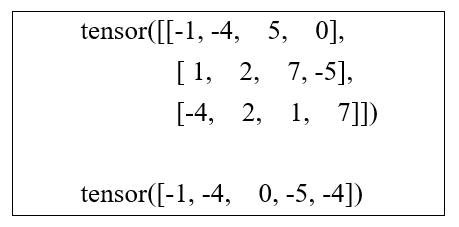 tensor([[-1, -4, 5, 0],
[ 1, 2, 7, -5],
[-4, 2, 1, 7]])
tensor([-1, -4, 0, -5, -4])